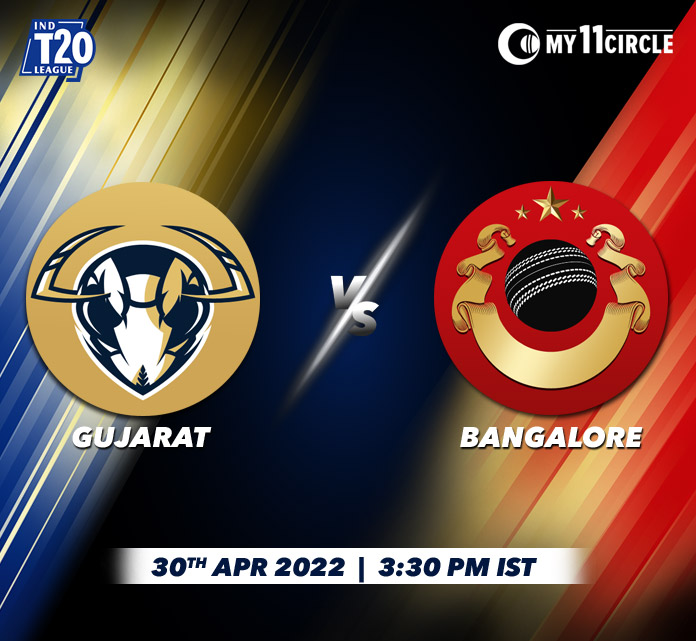 IND
T20
LEAGUE
MY11CIRCLE
VS
GUJARAT
BANGALORE
30TH APR 2022 | 3:30 PM IST